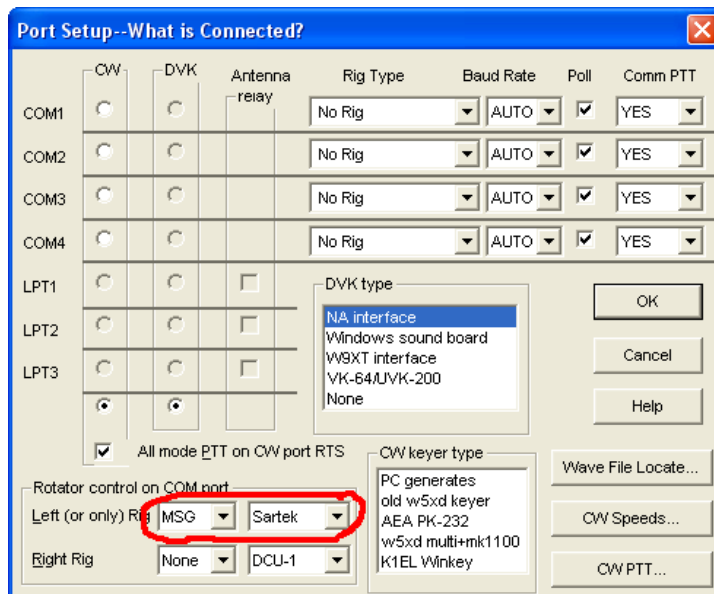 Port Setup--What is Connected?
CW DVK Antenna relay Rig Type Baud Rate Poll Comm PTT
COM1 No Rig AUTO YES
COM2 No Rig AUTO YES
COM3 No Rig AUTO YES
COM4 No Rig AUTO YES
LPT1
LPT2
LPT3
DVK type
NA interface
Windows sound board
W9XT interface
VK-64/UVK-200
None
OK
Cancel
Help
All mode PTT on CW port RTS
CW keyer type
PC generates
old w5xd keyer
AEA PK-232
w5xd multi+mk1100
K1EL Winkey
Wave File Locate...
CW Speeds...
CW PTT...
Rotator control on COM port
Left (or only) Rig MSG Sartek
Right Rig None DCU-1